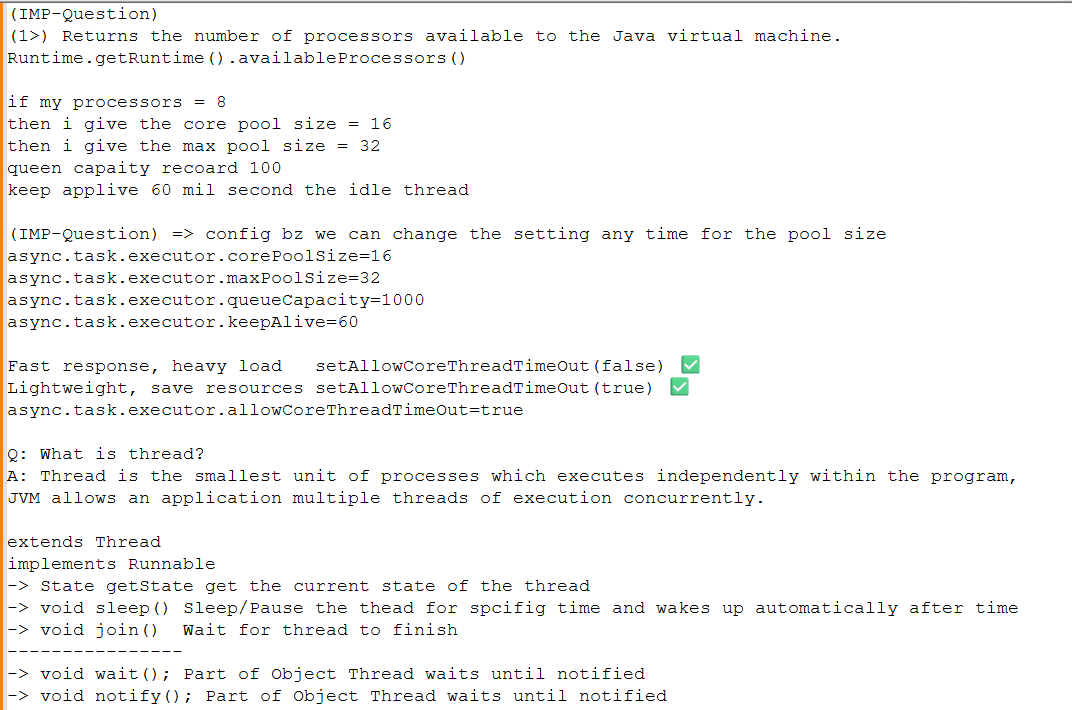 (IMP-Question)
(1>) Returns the number of processors available to the Java virtual machine.
Runtime.getRuntime().availableProcessors()
if my processors = 8
then i give the core pool size = 16
then i give the max pool size = 32
queen capaity recoard 100
keep applive 60 mil second the idle thread
(IMP-Question) => config bz we can change the setting any time for the pool size
async.task.executor.corePoolSize=16
async.task.executor.maxPoolSize=32
async.task.executor.queueCapacity=1000
async.task.executor.keepAlive=60
Fast response, heavy load   setAllowCoreThreadTimeOut(false) ✅
Lightweight, save resources setAllowCoreThreadTimeOut(true) ✅
async.task.executor.allowCoreThreadTimeOut=true
Q: What is thread?
A: Thread is the smallest unit of processes which executes independently within the program,
JVM allows an application multiple threads of execution concurrently.
extends Thread
implements Runnable
-> State getState get the current state of the thread
-> void sleep() Sleep/Pause the thead for spcifig time and wakes up automatically after time
-> void join()  Wait for thread to finish
----------------
-> void wait(); Part of Object Thread waits until notified
-> void notify(); Part of Object Thread waits until notified